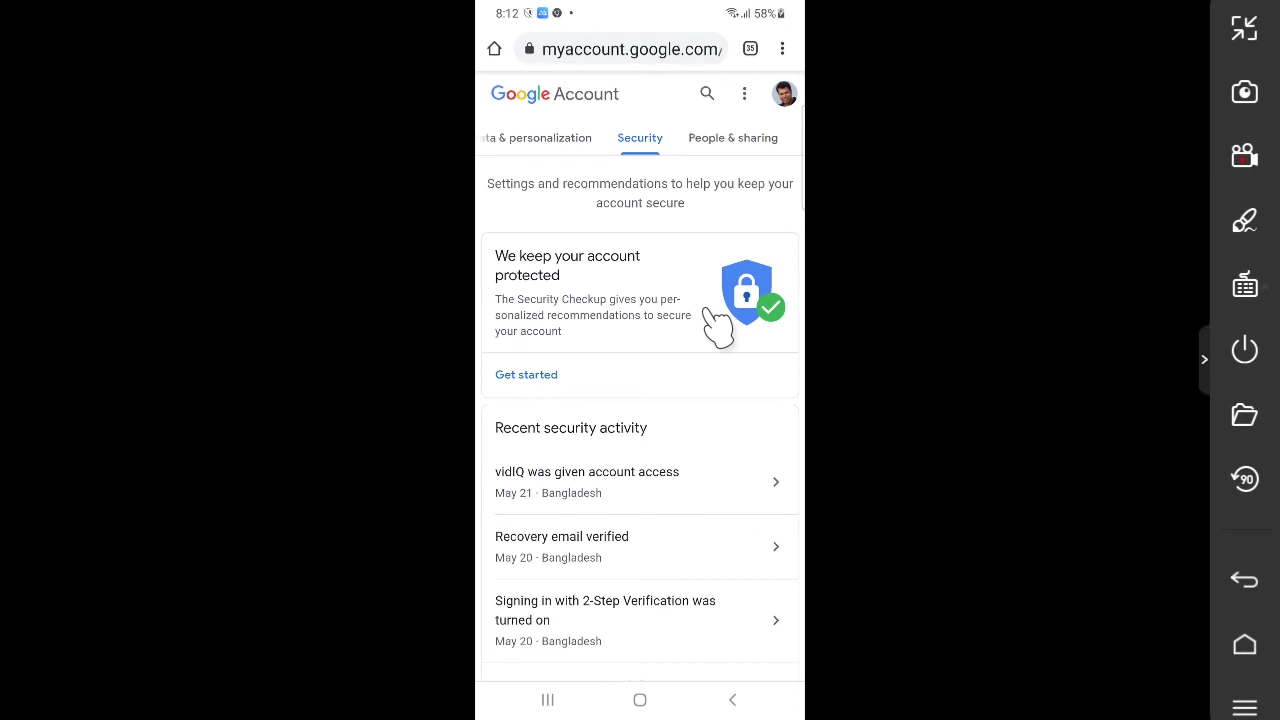 8:12
58%
myaccount.google.com/
35
Google Account
ata & personalization
Security
People & sharing
Settings and recommendations to help you keep your
account secure
We keep your account
protected
The Security Checkup gives you per-
sonalized recommendations to secure
your account
Get started
Recent security activity
vidIQ was given account access
May 21 · Bangladesh
Recovery email verified
May 20 · Bangladesh
Signing in with 2-Step Verification was
turned on
May 20 · Bangladesh
90